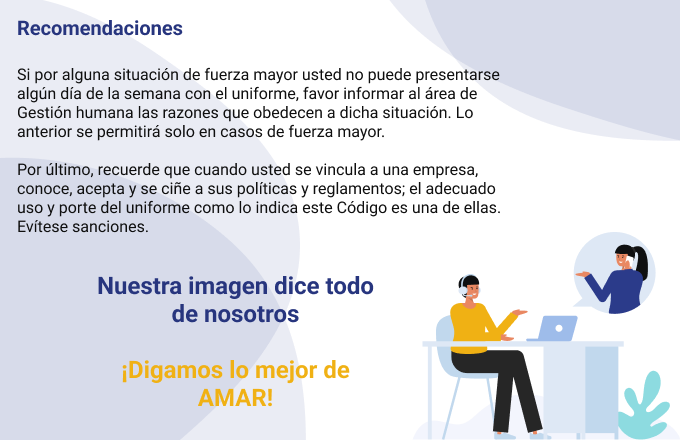 Recomendaciones
Si por alguna situación de fuerza mayor usted no puede presentarse
algún día de la semana con el uniforme, favor informar al área de
Gestión humana las razones que obedecen a dicha situación. Lo
anterior se permitirá solo en casos de fuerza mayor.
Por último, recuerde que cuando usted se vincula a una empresa,
conoce, acepta y se ciñe a sus políticas y reglamentos; el adecuado
uso y porte del uniforme como lo indica este Código es una de ellas.
Evítese sanciones.
Nuestra imagen dice todo
de nosotros
¡Digamos lo mejor de
AMAR!